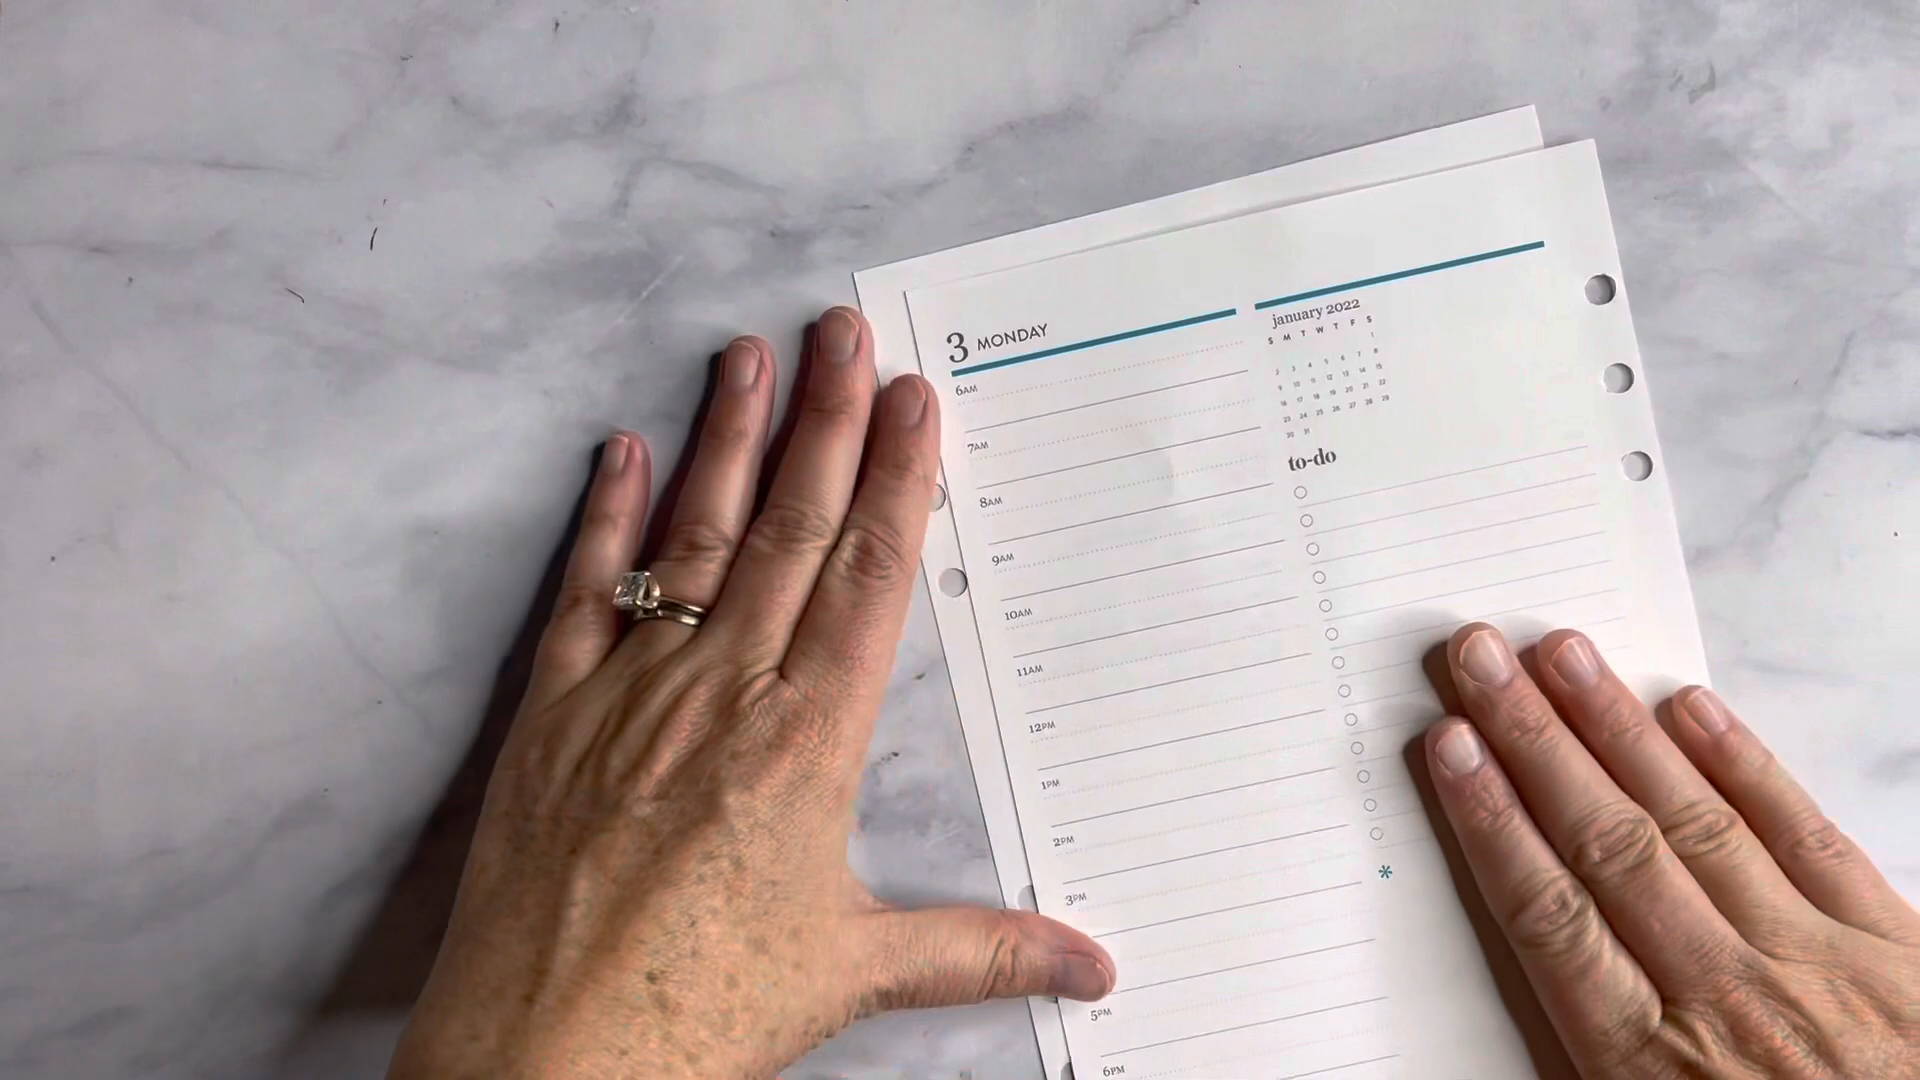 3 MONDAY
6AM
7AM
8AM
9AM
10AM
11AM
12PM
1PM
2PM
3PM
5PM
6PM
january 2022
S M T W T F S
1
2 3 4 5 6 7 8
9 10 11 12 13 14 15
16 17 18 19 20 21 22
23 24 25 26 27 28 29
30 31
to-do
*